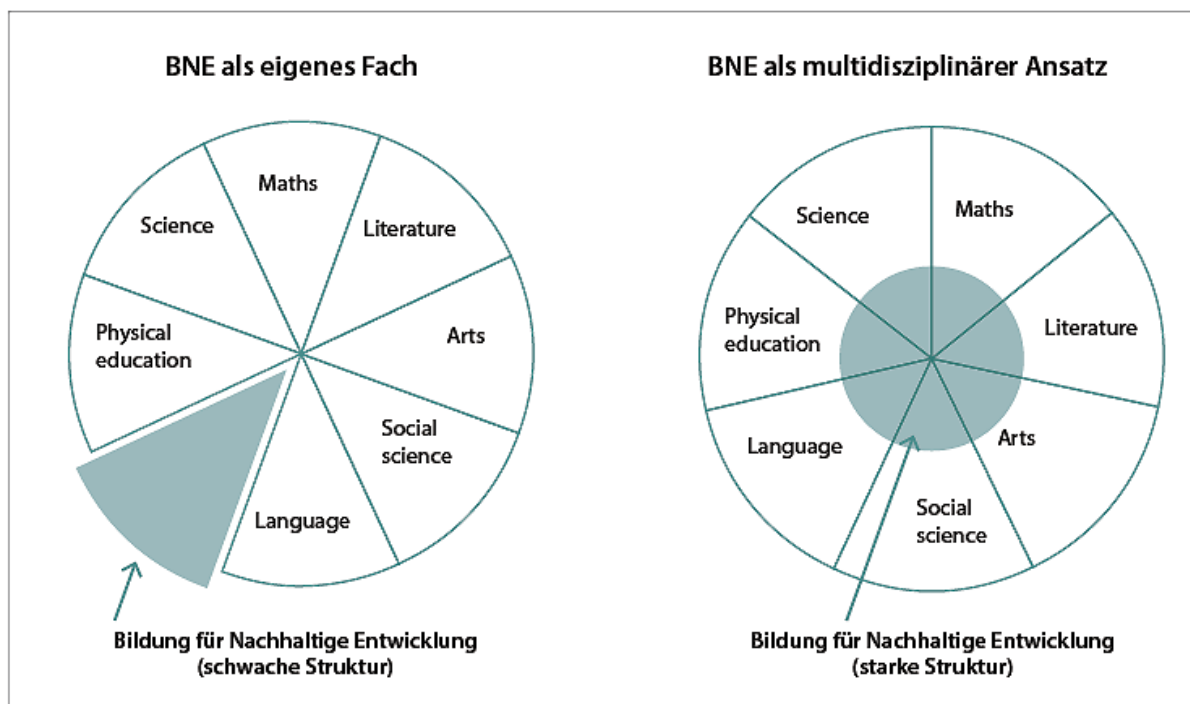 BNE als eigenes Fach
Maths
Science
Literature
Physical
education
Arts
Social
science
Language
Bildung für Nachhaltige Entwicklung
(schwache Struktur)
BNE als multidisziplinärer Ansatz
Science
Maths
Physical
education
Literature
Language
Arts
Social
science
Bildung für Nachhaltige Entwicklung
(starke Struktur)